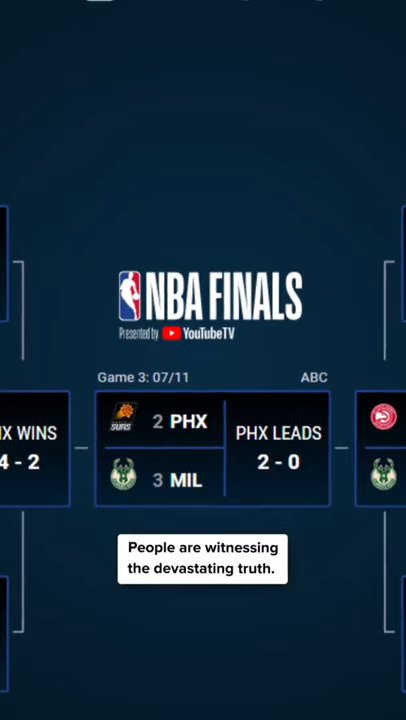 NBA FINALS
Presented by YouTubeTV
Game 3: 07/11 ABC
SUNS
2 PHX
3 MIL
PHX LEADS
2 - 0
X WINS
4 - 2
People are witnessing
the devastating truth.